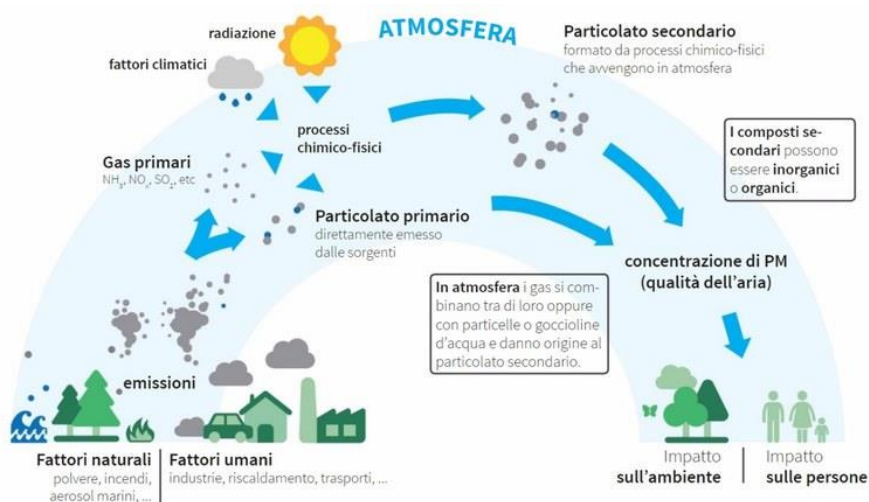 ATMOSFERA
radiazione
fattori climatici
Particolato secondario
formato da processi chimico-fisici
che avvengono in atmosfera
processi
chimico-fisici
Gas primari
NH₃, NOₓ, SO₂, etc
I composti se-
condari possono
essere inorganici
o organici.
Particolato primario
direttamente emesso
dalle sorgenti
concentrazione di PM
(qualità dell'aria)
In atmosfera i gas si com-
binano tra di loro oppure
con particelle o goccioline
d'acqua e danno origine al
particolato secondario.
emissioni
Fattori naturali
polvere, incendi,
aerosol marini, ...
Fattori umani
industrie, riscaldamento, trasporti, ...
Impatto
sull'ambiente
Impatto
sulle persone